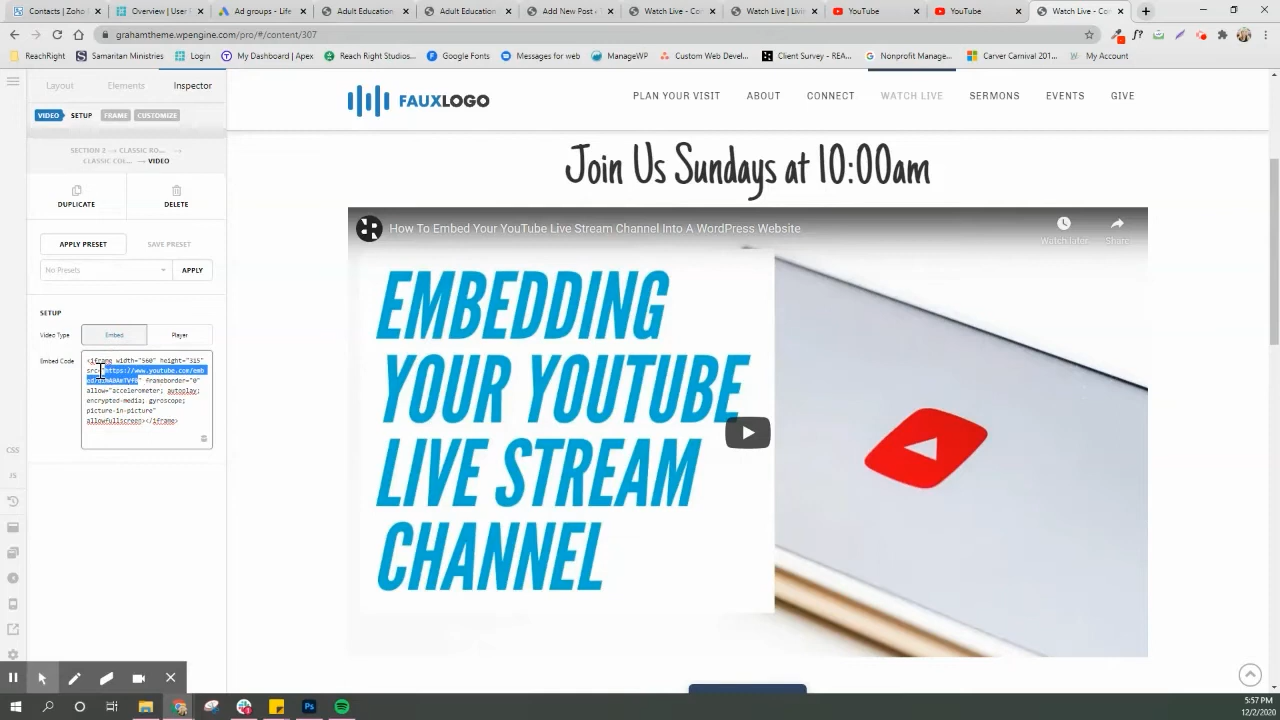 Contacts | Zoho
Overview | User
Ad groups - Life
Adult Education
Adult Education
Add New Post ‹
Watch Live - Co
Watch Live | Livin
YouTube
YouTube
Watch Live - Co
grahamtheme.wpengine.com/pro/#/content/307
ReachRight
Samaritan Ministries
Login
My Dashboard | Apex
Reach Right Studios...
Google Fonts
Messages for web
ManageWP
Custom Web Develo...
Client Survey - REA...
Nonprofit Manage...
Carver Carnival 201...
My Account
Layout
Elements
Inspector
VIDEO SETUP FRAME CUSTOMIZE
SECTION 2 → CLASSIC RO... →
CLASSIC COL... → VIDEO
DUPLICATE
DELETE
APPLY PRESET
SAVE PRESET
No Presets
APPLY
SETUP
Video Type
Embed
Player
Embed Code
<iframe width="560" height="315"
https://www.youtube.com/emb
frameborder="0"
allow="accelerometer; autoplay;
encrypted-media; gyroscope;
picture-in-picture"
allowfullscreen></iframe>
CSS
JS
FAUXLOGO
PLAN YOUR VISIT
ABOUT
CONNECT
WATCH LIVE
SERMONS
EVENTS
GIVE
Join Us Sundays at 10:00am
How To Embed Your YouTube Live Stream Channel Into A WordPress Website
Watch later
Share
EMBEDDING
YOUR YOUTUBE
LIVE STREAM
CHANNEL
5:57 PM
12/2/2020